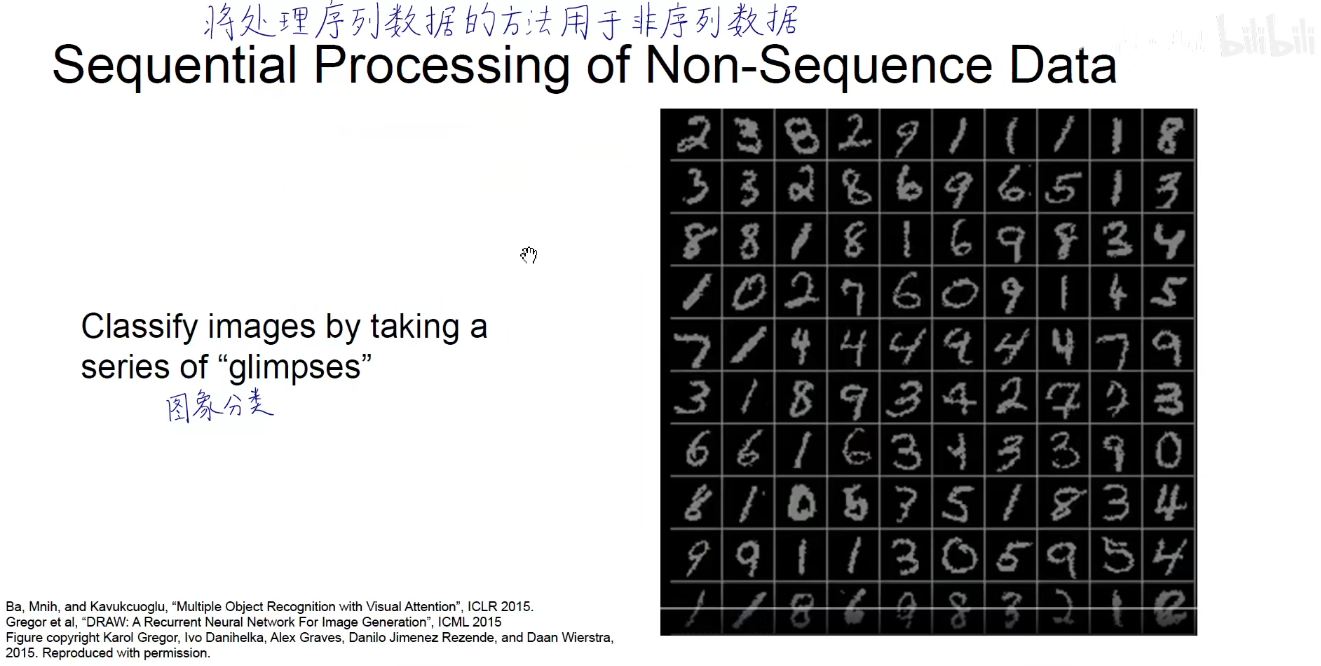 将处理序列数据的方法用于非序列数据
bilibili
Sequential Processing of Non-Sequence Data
Classify images by taking a
series of “glimpses”
图象分类
2 3 8 2 9 1 1 1 1 8
3 3 2 8 6 9 6 5 1 3
8 8 1 8 1 6 9 8 3 4
1 0 2 7 6 0 9 1 4 5
7 1 4 4 4 9 4 4 7 9
3 1 8 9 3 4 2 7 3
6 6 1 6 3 4 3 3 9 0
8 1 0 5 3 5 1 8 3 4
9 9 1 1 3 0 5 9 5 4
1 1 8 6 9 8 3 2 1
Ba, Mnih, and Kavukcuoglu, “Multiple Object Recognition with Visual Attention”, ICLR 2015.
Gregor et al, “DRAW: A Recurrent Neural Network For Image Generation”, ICML 2015
Figure copyright Karol Gregor, Ivo Danihelka, Alex Graves, Danilo Jimenez Rezende, and Daan Wierstra,
2015. Reproduced with permission.